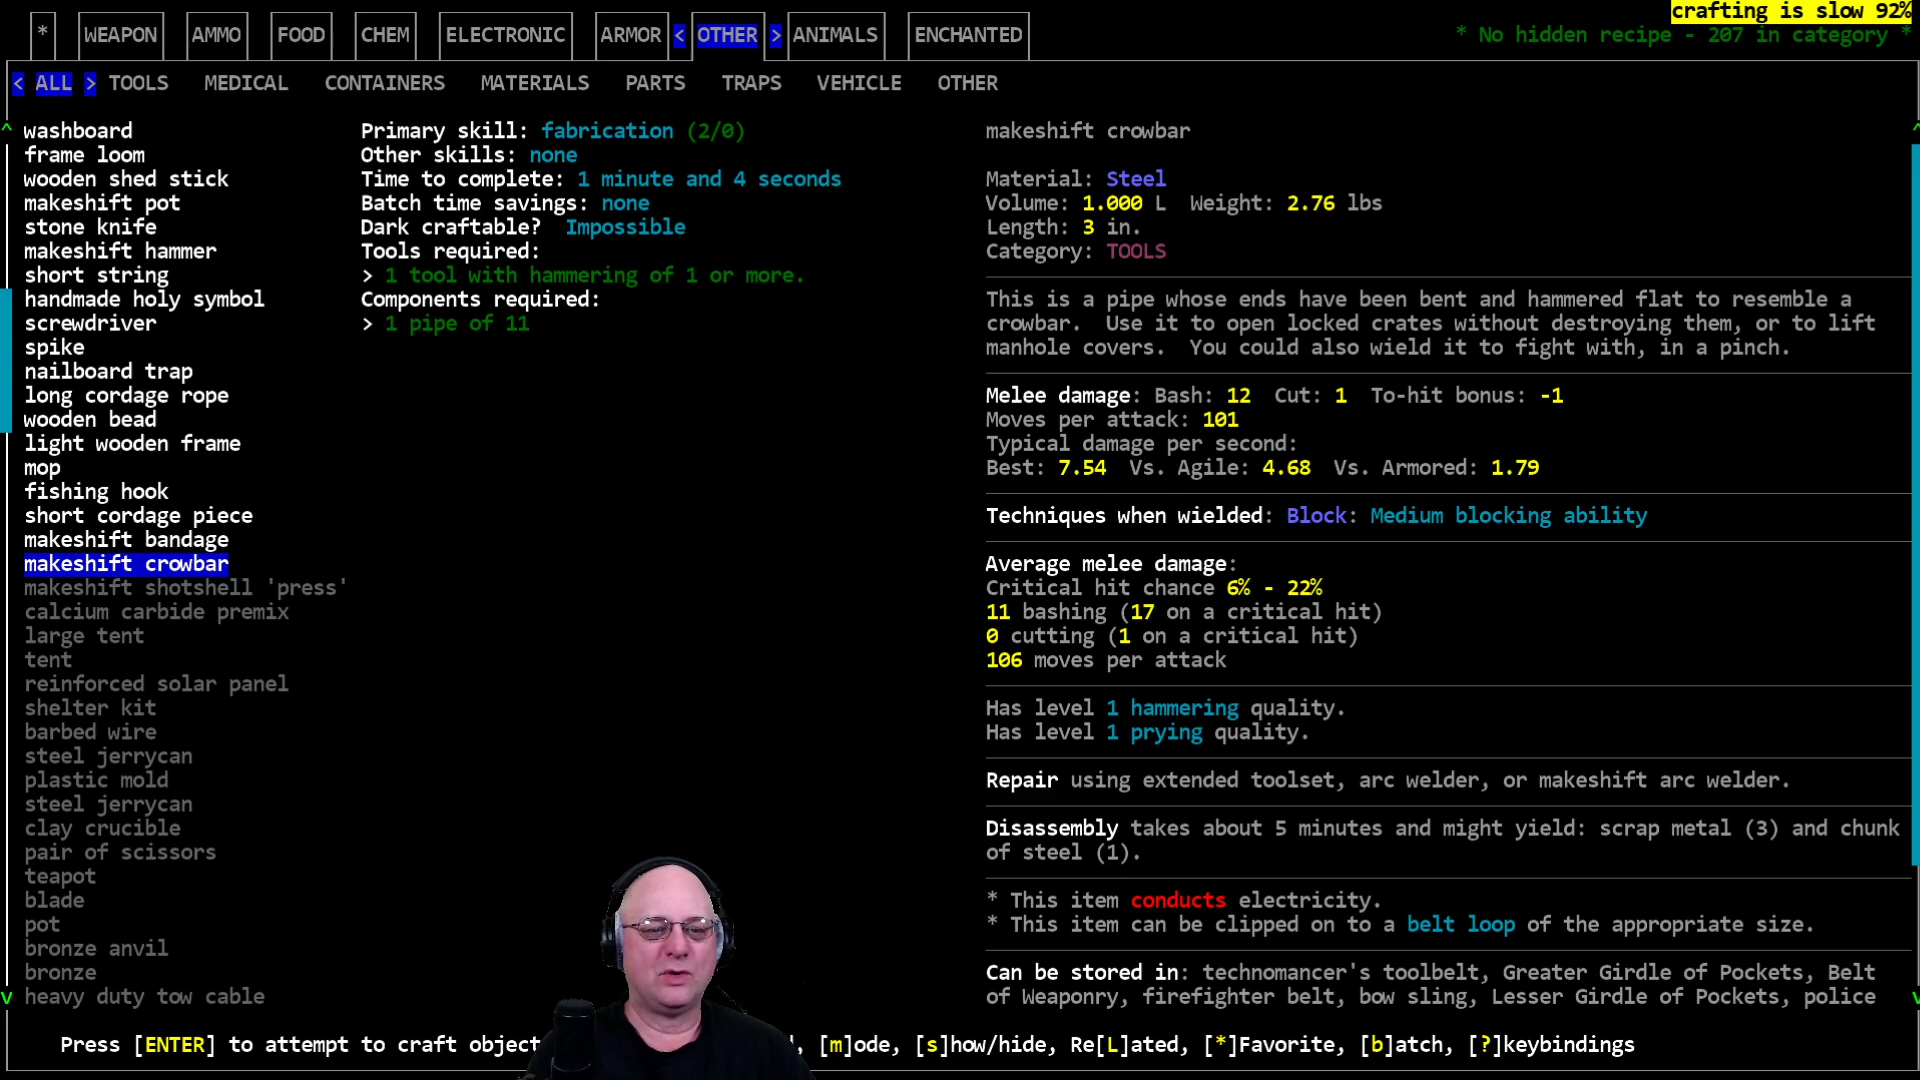 crafting is slow 92%
* WEAPON AMMO FOOD CHEM ELECTRONIC ARMOR < OTHER > ANIMALS ENCHANTED
* No hidden recipe - 207 in category *
< ALL > TOOLS MEDICAL CONTAINERS MATERIALS PARTS TRAPS VEHICLE OTHER
washboard
frame loom
wooden shed stick
makeshift pot
stone knife
makeshift hammer
short string
handmade holy symbol
screwdriver
spike
nailboard trap
long cordage rope
wooden bead
light wooden frame
mop
fishing hook
short cordage piece
makeshift bandage
makeshift crowbar
makeshift shotshell 'press'
calcium carbide premix
large tent
tent
reinforced solar panel
shelter kit
barbed wire
steel jerrycan
plastic mold
steel jerrycan
clay crucible
pair of scissors
teapot
blade
pot
bronze anvil
bronze
heavy duty tow cable
Primary skill: fabrication (2/0)
Other skills: none
Time to complete: 1 minute and 4 seconds
Batch time savings: none
Dark craftable? Impossible
Tools required:
> 1 tool with hammering of 1 or more.
Components required:
> 1 pipe of 11
makeshift crowbar
Material: Steel
Volume: 1.000 L Weight: 2.76 lbs
Length: 3 in.
Category: TOOLS
This is a pipe whose ends have been bent and hammered flat to resemble a
crowbar. Use it to open locked crates without destroying them, or to lift
manhole covers. You could also wield it to fight with, in a pinch.
Melee damage: Bash: 12 Cut: 1 To-hit bonus: -1
Moves per attack: 101
Typical damage per second:
Best: 7.54 Vs. Agile: 4.68 Vs. Armored: 1.79
Techniques when wielded: Block: Medium blocking ability
Average melee damage:
Critical hit chance 6% - 22%
11 bashing (17 on a critical hit)
0 cutting (1 on a critical hit)
106 moves per attack
Has level 1 hammering quality.
Has level 1 prying quality.
Repair using extended toolset, arc welder, or makeshift arc welder.
Disassembly takes about 5 minutes and might yield: scrap metal (3) and chunk
of steel (1).
* This item conducts electricity.
* This item can be clipped on to a belt loop of the appropriate size.
Can be stored in: technomancer's toolbelt, Greater Girdle of Pockets, Belt
of Weaponry, firefighter belt, bow sling, Lesser Girdle of Pockets, police
Press [ENTER] to attempt to craft object , [m]ode, [s]how/hide, Re[L]ated, [*]Favorite, [b]atch, [?]keybindings